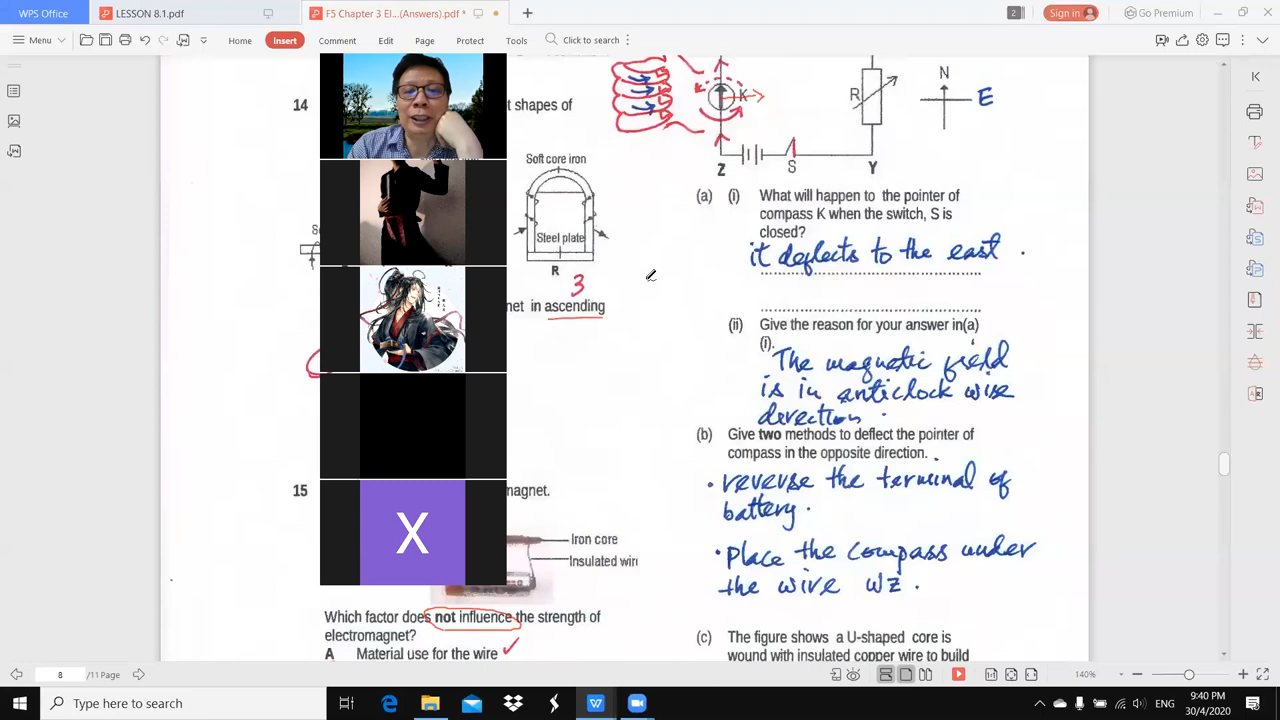 WPS Office
LESSON 8.1.pdf
F5 Chapter 3 El...(Answers).pdf *
+
2
Sign in
Go Premium
Menu
Home
Insert
Comment
Edit
Page
Protect
Tools
Click to search
14
t shapes of
Soft core iron
Steel plate
R
3
net in ascending
15
magnet.
Iron core
Insulated wire
Which factor does not influence the strength of
electromagnet?
A Material use for the wire
K
R
N
E
Z
S
Y
(a) (i) What will happen to the pointer of
compass K when the switch, S is
closed?
it deflects to the east.
(ii) Give the reason for your answer in(a)
(i).
The magnetic field
is in anticlock wise
direction.
(b) Give two methods to deflect the pointer of
compass in the opposite direction.
• reverse the terminal of
battery.
• place the compass under
the wire WZ.
(c) The figure shows a U-shaped core is
wound with insulated copper wire to build
X
8
/11 Page
140%
Type here to search
9:40 PM
30/4/2020